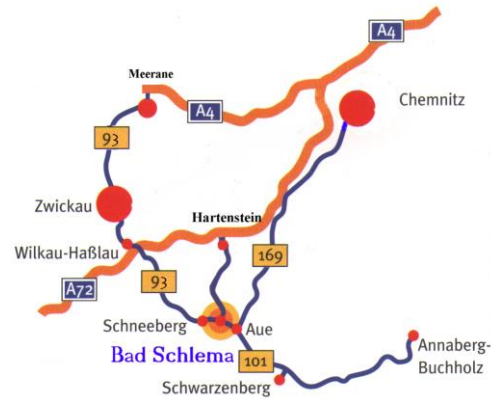 A4
Meerane
A4
Chemnitz
93
Zwickau
Hartenstein
Wilkau-Haßlau
169
93
A72
Schneeberg
Aue
Bad Schlema
101
Annaberg-
Buchholz
Schwarzenberg